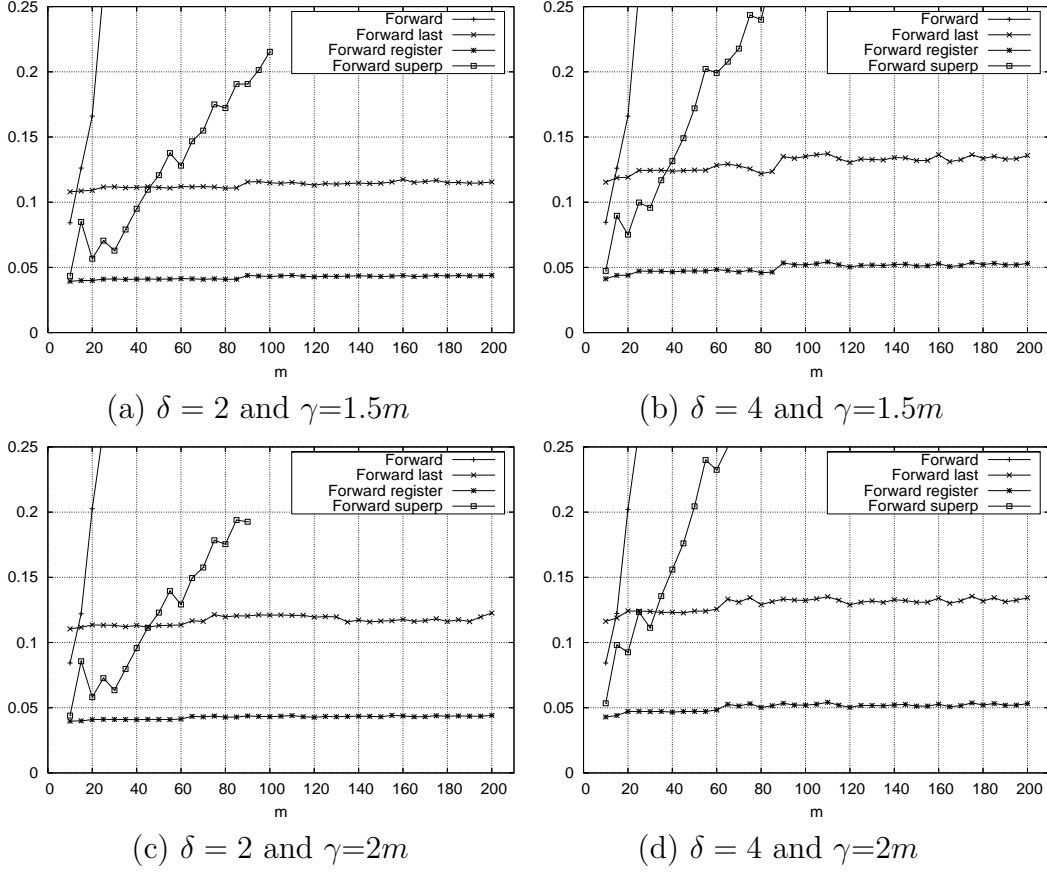 0.25
0.2
0.15
0.1
0.05
0
0 20 40 60 80 100 120 140 160 180 200
m
Forward
Forward last
Forward register
Forward superp
(a) δ = 2 and γ=1.5m
0.25
0.2
0.15
0.1
0.05
0
0 20 40 60 80 100 120 140 160 180 200
m
Forward
Forward last
Forward register
Forward superp
(b) δ = 4 and γ=1.5m
0.25
0.2
0.15
0.1
0.05
0
0 20 40 60 80 100 120 140 160 180 200
m
Forward
Forward last
Forward register
Forward superp
(c) δ = 2 and γ=2m
0.25
0.2
0.15
0.1
0.05
0
0 20 40 60 80 100 120 140 160 180 200
m
Forward
Forward last
Forward register
Forward superp
(d) δ = 4 and γ=2m